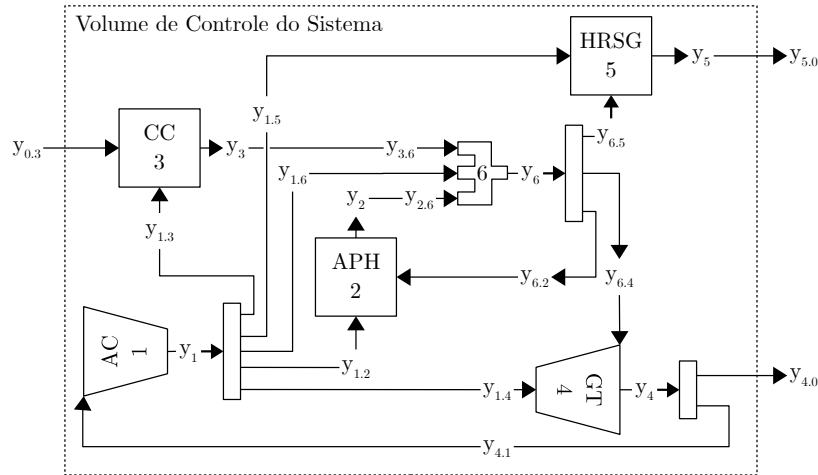 Volume de Controle do Sistema
HRSG
5
y5
y5.0
y1.5
y0.3
CC
3
y3
y3.6
y6.5
y1.6
6
y6
y2
y2.6
y1.3
APH
2
y6.2
y6.4
AC
1
y1
y1.2
y1.4
GT
4
y4
y4.0
y4.1